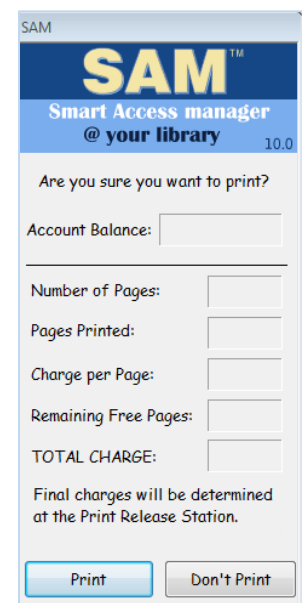 SAM
SAM™
Smart Access manager
@ your library
10.0
Are you sure you want to print?
Account Balance:
Number of Pages:
Pages Printed:
Charge per Page:
Remaining Free Pages:
TOTAL CHARGE:
Final charges will be determined
at the Print Release Station.
Print Don't Print